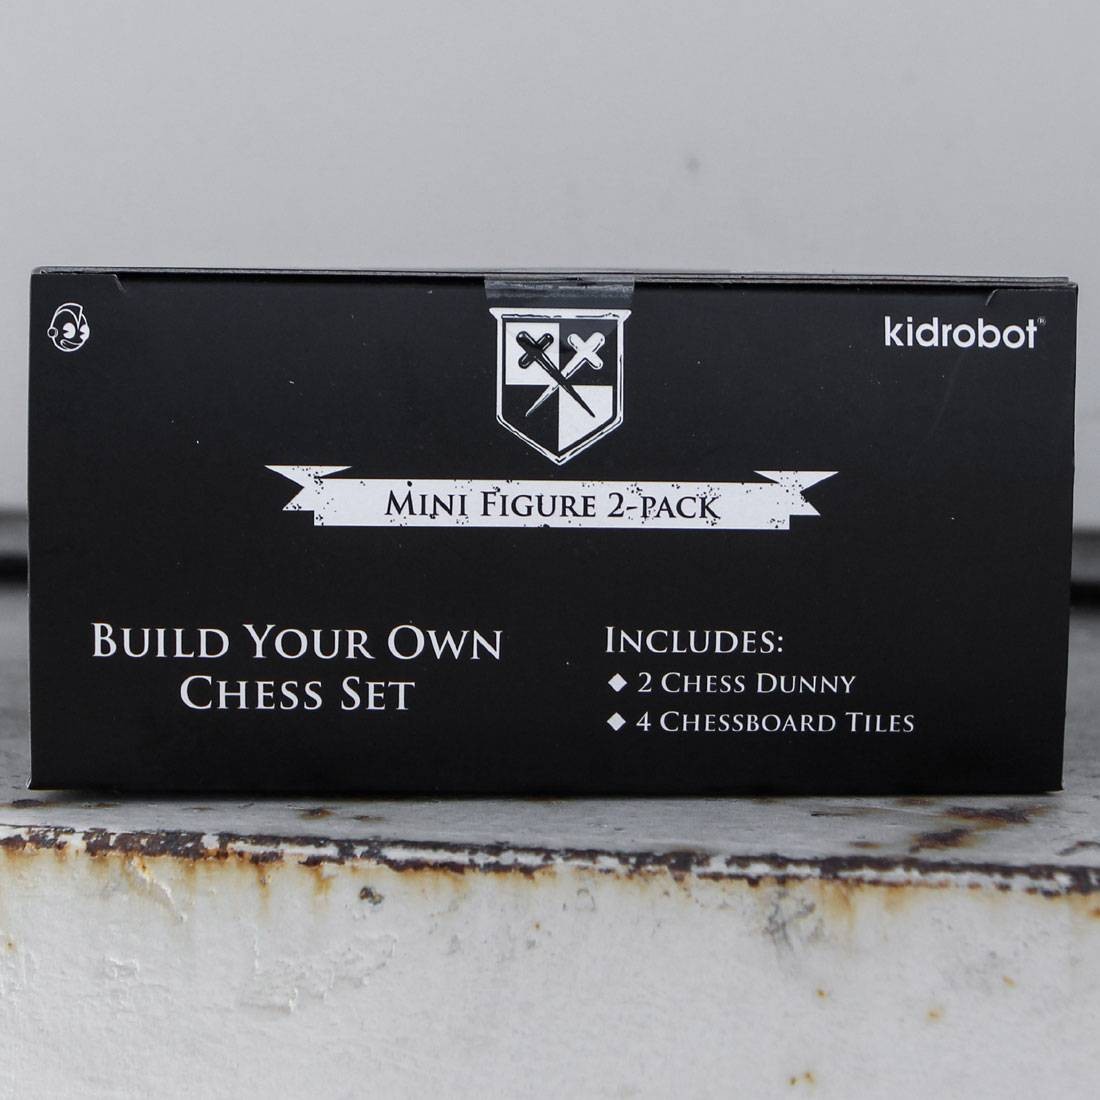 kidrobot®
MINI FIGURE 2-PACK
BUILD YOUR OWN
CHESS SET
INCLUDES:
◆ 2 CHESS DUNNY
◆ 4 CHESSBOARD TILES